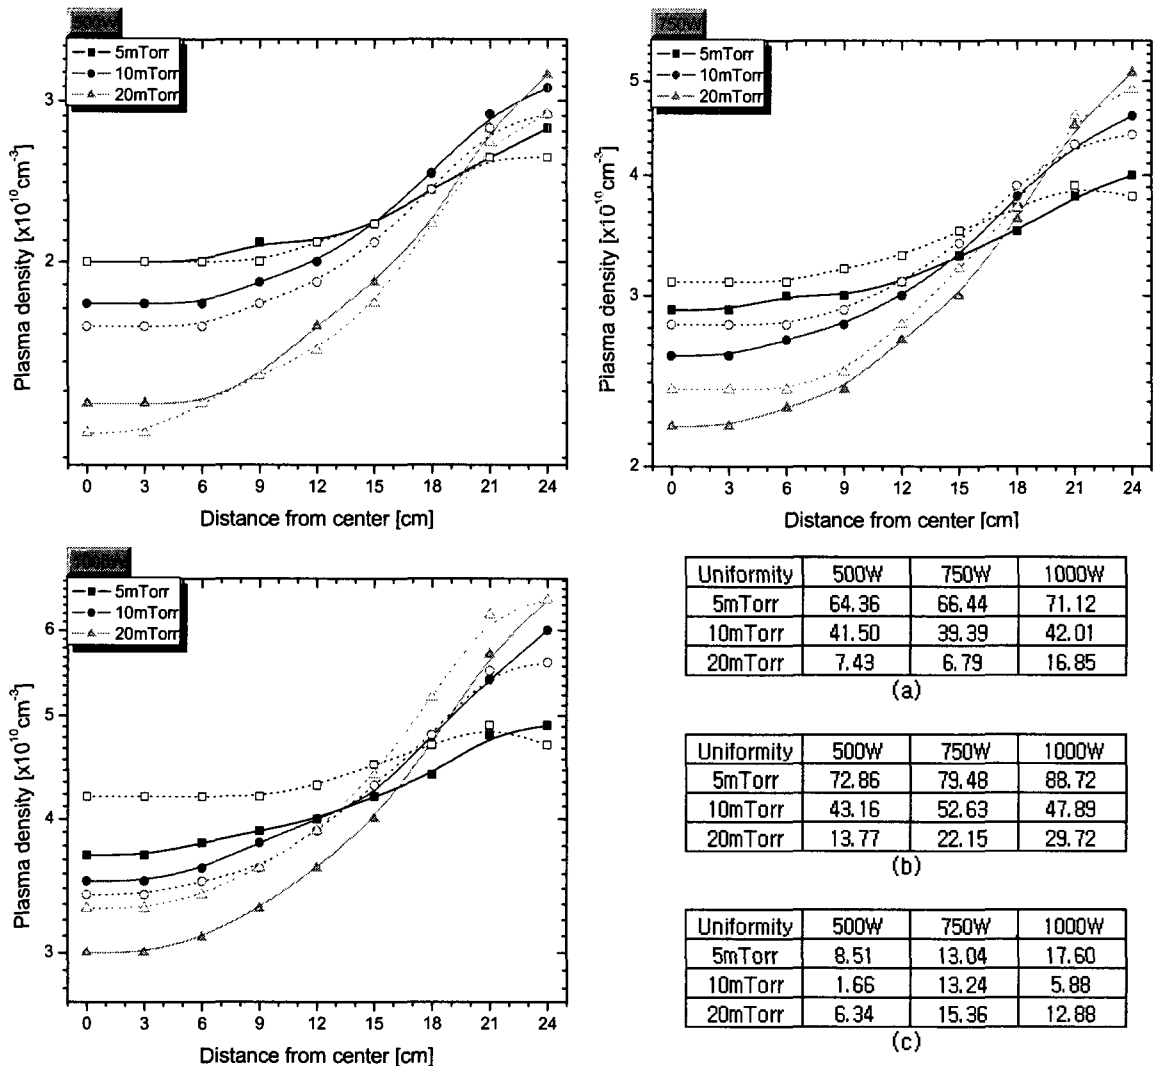 500W
5mTorr
10mTorr
20mTorr
3
2
Plasma density [x10¹⁰cm⁻³]
0 3 6 9 12 15 18 21 24
Distance from center [cm]
750W
5mTorr
10mTorr
20mTorr
5
4
3
2
Plasma density [x10¹⁰cm⁻³]
0 3 6 9 12 15 18 21 24
Distance from center [cm]
5mTorr
10mTorr
20mTorr
6
5
4
3
Plasma density [x10¹⁰cm⁻³]
0 3 6 9 12 15 18 21 24
Distance from center [cm]
Uniformity 500W 750W 1000W
5mTorr 64.36 66.44 71.12
10mTorr 41.50 39.39 42.01
20mTorr 7.43 6.79 16.85
(a)
Uniformity 500W 750W 1000W
5mTorr 72.86 79.48 88.72
10mTorr 43.16 52.63 47.89
20mTorr 13.77 22.15 29.72
(b)
Uniformity 500W 750W 1000W
5mTorr 8.51 13.04 17.60
10mTorr 1.66 13.24 5.88
20mTorr 6.34 15.36 12.88
(c)